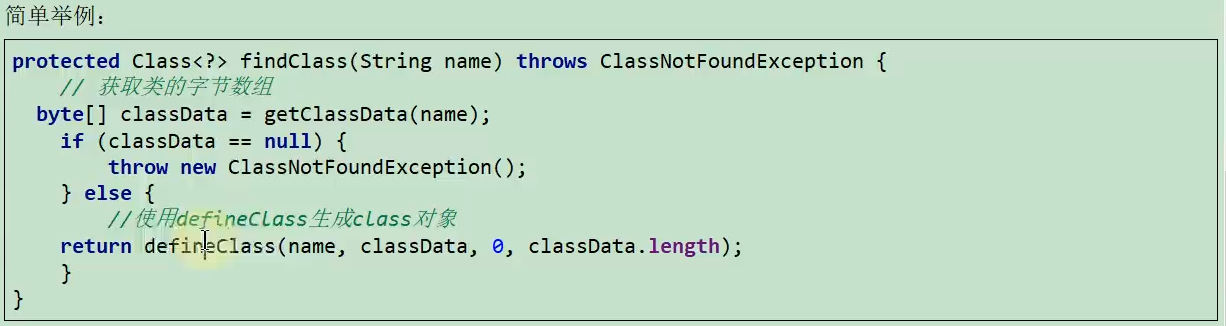 简单举例：
protected Class<?> findClass(String name) throws ClassNotFoundException {
// 获取类的字节数组
byte[] classData = getClassData(name);
if (classData == null) {
throw new ClassNotFoundException();
} else {
//使用defineClass生成class对象
return defineClass(name, classData, 0, classData.length);
}
}